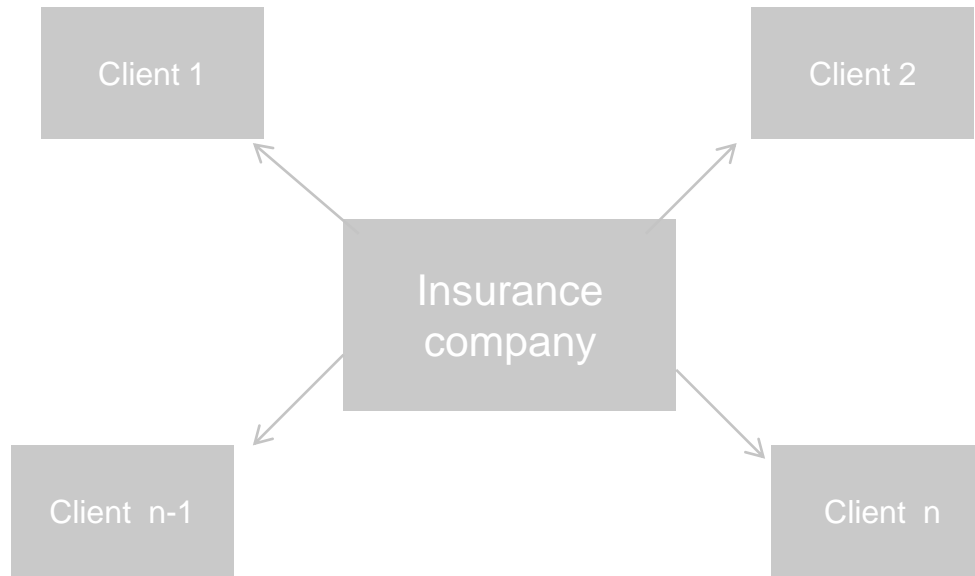 Client 1
Client 2
Insurance
company
Client n-1
Client n